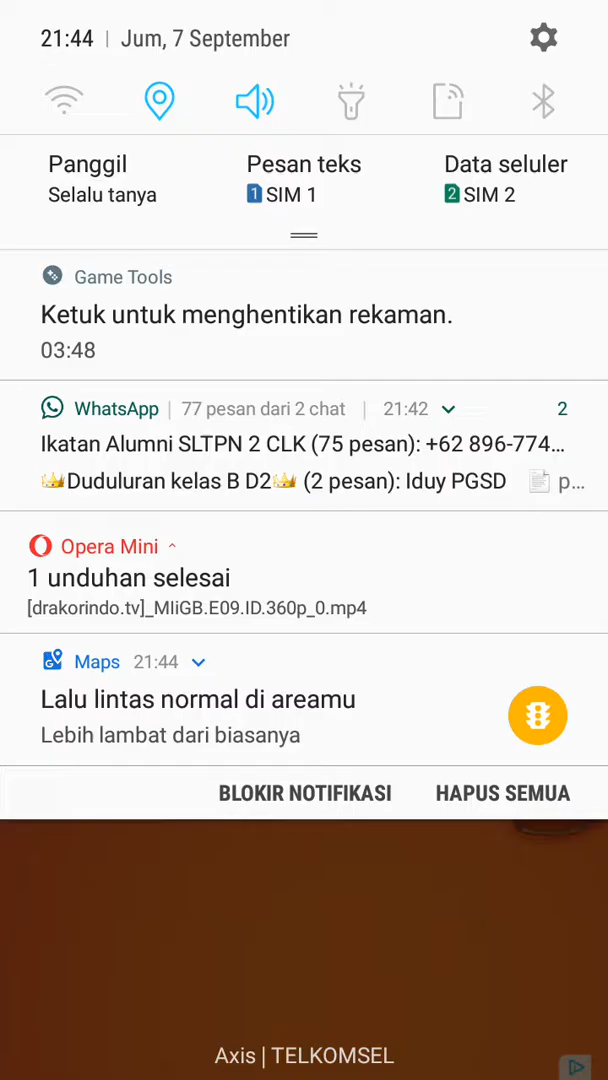 21:44 | Jum, 7 September
Panggil Pesan teks Data seluler
Selalu tanya 1 SIM 1 2 SIM 2
Game Tools
Ketuk untuk menghentikan rekaman.
03:48
WhatsApp | 77 pesan dari 2 chat | 21:42 2
Ikatan Alumni SLTPN 2 CLK (75 pesan): +62 896-774…
👑Duduluran kelas B D2👑 (2 pesan): Iduy PGSD 📄 p…
Opera Mini
1 unduhan selesai
[drakorindo.tv]_MIiGB.E09.ID.360p_0.mp4
Maps 21:44
Lalu lintas normal di areamu
Lebih lambat dari biasanya
BLOKIR NOTIFIKASI HAPUS SEMUA
Axis | TELKOMSEL